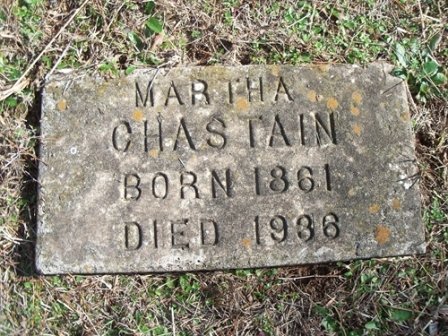 MARTHA
CHASTAIN
BORN 1861
DIED 1936